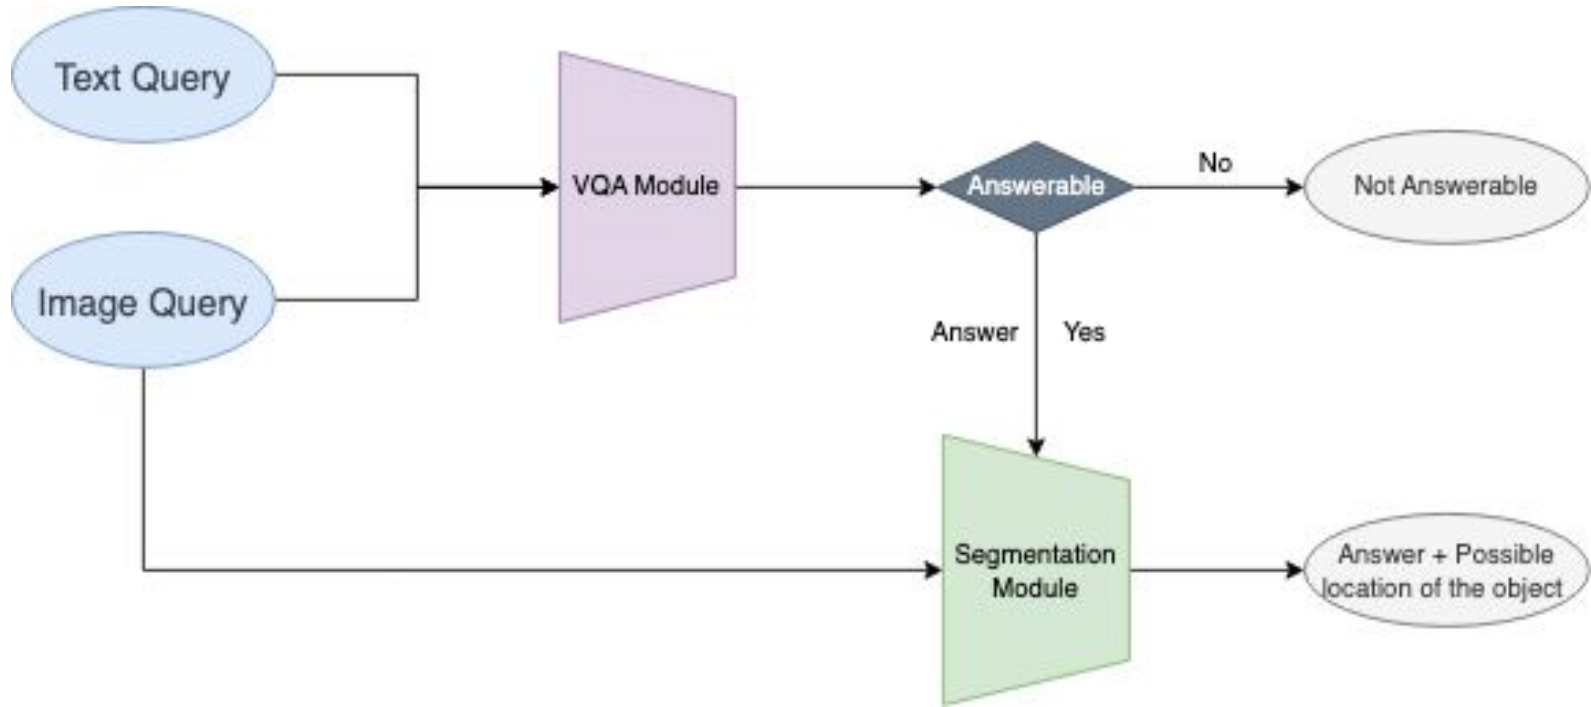 Text Query
Image Query
VQA Module
Answerable
No
Not Answerable
Answer
Yes
Segmentation
Module
Answer + Possible
location of the object